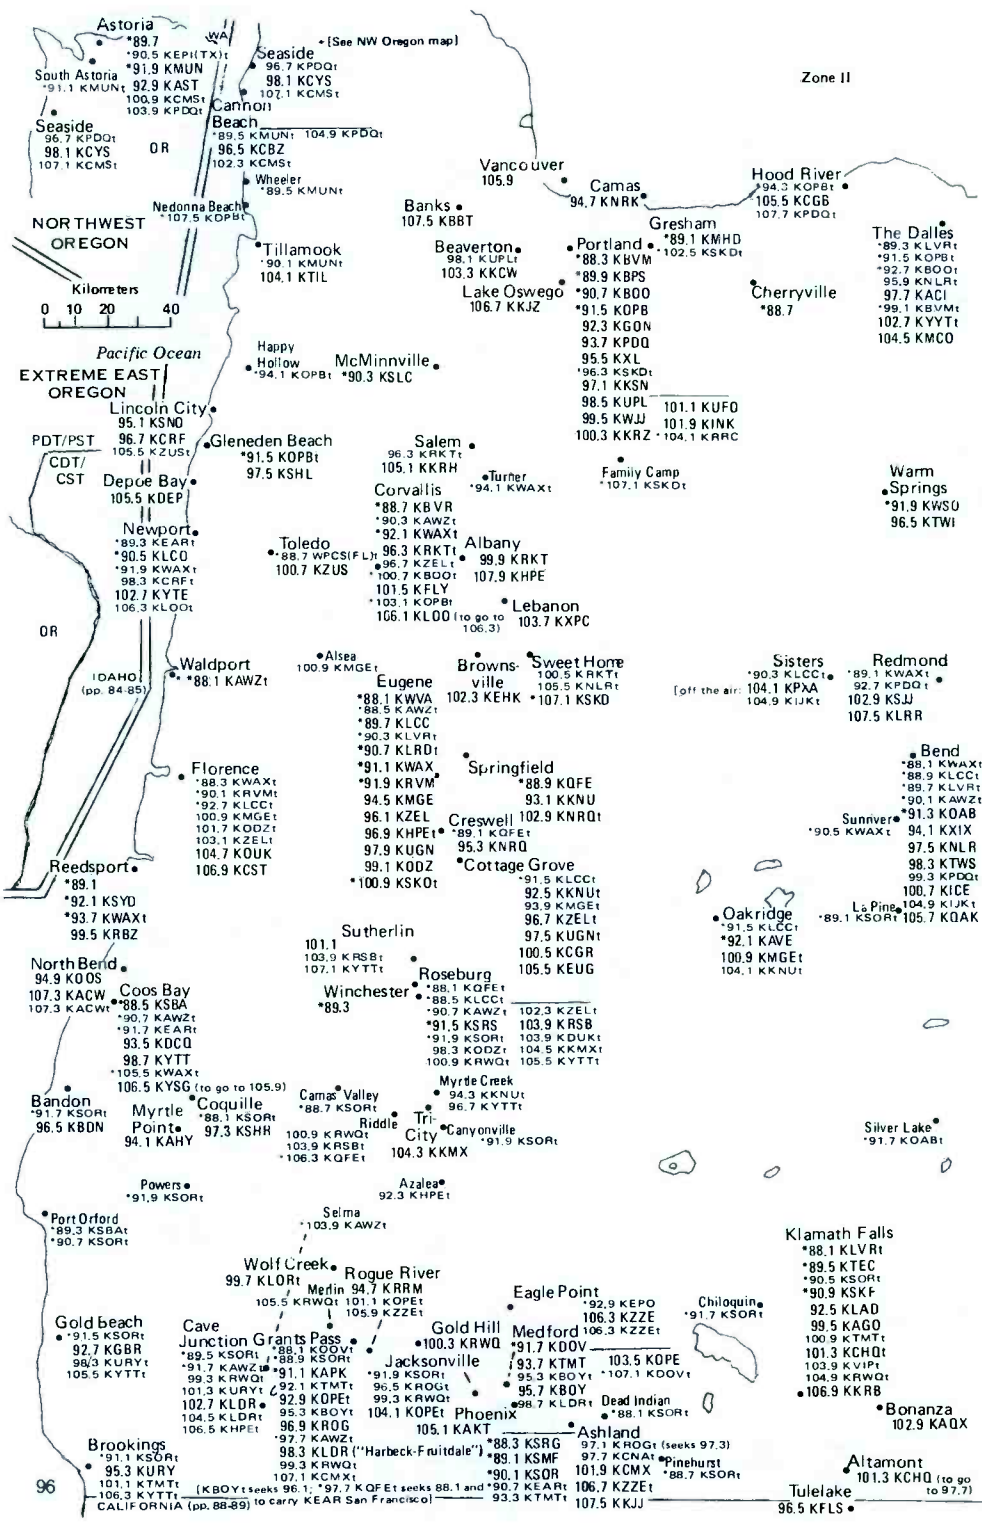 Astoria
*89.7
*90.5 KEPI(TX)t
*91.9 KMUN
92.9 KAST
100.9 KCMSt
103.9 KPDQt
South Astoria
*91.1 KMUNt
Seaside
96.7 KPDQt
98.1 KCYS
107.1 KCMSt
OR
WA
* [See NW Oregon map]
Seaside
96.7 KPDQt
98.1 KCYS
107.1 KCMSt
Cannon
Beach
*89.5 KMUNt 104.9 KPDQt
96.5 KCBZ
102.3 KCMSt
Wheeler
*89.5 KMUNt
Nedonna Beach
*107.5 KOPBt
NORTHWEST
OREGON
Kilometers
0 10 20 40
Tillamook
*90.1 KMUNt
104.1 KTIL
Zone II
Vancouver
105.9
Camas
94.7 KNRK
Hood River
*94.3 KOPBt
105.5 KCGB
107.7 KPDQt
Banks
107.5 KBBT
Gresham
*89.1 KMHD
*102.5 KSKDt
The Dalles
*89.3 KLVRt
*91.5 KOPBt
*92.7 KBOOt
95.9 KNLRt
97.7 KACI
*99.1 KBVMt
102.7 KYYTt
104.5 KMCQ
Beaverton
98.1 KUPLt
103.3 KKCW
Lake Oswego
106.7 KKJZ
Portland
*88.3 KBVM
*89.9 KBPS
*90.7 KBOO
*91.5 KOPB
92.3 KGON
93.7 KPDQ
95.5 KXL
*96.3 KSKDt
97.1 KKSN
98.5 KUPL
99.5 KWJJ
100.3 KKRZ
101.1 KUFO
101.9 KINK
*104.1 KRRC
Cherryville
*88.7
Pacific Ocean
EXTREME EAST
OREGON
Happy
Hollow
*94.1 KOPBt
McMinnville
*90.3 KSLC
Lincoln City
95.1 KSNO
96.7 KCRF
105.5 KZUSt
PDT/PST
CDT/
CST
Gleneden Beach
*91.5 KOPBt
97.5 KSHL
Depoe Bay
105.5 KDEP
Salem
96.3 KRKTt
105.1 KKRH
Turner
*94.1 KWAXt
Family Camp
*107.1 KSKDt
Warm
Springs
*91.9 KWSO
96.5 KTWI
Newport
*89.3 KEARt
*90.5 KLCO
*91.9 KWAXt
98.3 KCRFt
102.7 KYTE
106.3 KLOOt
Toledo
*88.7 WPCS(FL)t
100.7 KZUS
Corvallis
*88.7 KBVR
*90.3 KAWZt
*92.1 KWAXt
96.3 KRKTt
96.7 KZELt
*100.7 KBOOt
101.5 KFLY
*103.1 KOPBt
106.1 KLOO (to go to
106.3)
Albany
99.9 KRKT
107.9 KHPE
Lebanon
103.7 KXPC
OR
IDAHO
(pp. 84-85)
Waldport
*88.1 KAWZt
Alsea
100.9 KMGEt
Browns-
ville
102.3 KEHK
Sweet Home
100.5 KRKTt
105.5 KNLRt
*107.1 KSKD
Sisters
*90.3 KLCCt
[off the air: 104.1 KPXA
104.9 KIJKt
Redmond
*89.1 KWAXt
92.7 KPDQt
102.9 KSJJ
107.5 KLRR
Eugene
*88.1 KWVA
*88.5 KAWZt
*89.7 KLCC
*90.3 KLVRt
*90.7 KLRDt
*91.1 KWAX
*91.9 KRVM
94.5 KMGE
96.1 KZEL
96.9 KHPEt
97.9 KUGN
99.1 KODZ
*100.9 KSKOt
Springfield
*88.9 KQFE
93.1 KKNU
102.9 KNRQt
Creswell
*89.1 KQFEt
95.3 KNRQ
Cottage Grove
*91.5 KLCCt
92.5 KKNUt
93.9 KMGEt
96.7 KZELt
97.5 KUGNt
100.5 KCGR
105.5 KEUG
Bend
*88.1 KWAXt
*88.9 KLCCt
*89.7 KLVRt
*90.1 KAWZt
*91.3 KOAB
94.1 KXIX
97.5 KNLR
98.3 KTWS
99.3 KPDQt
100.7 KICE
104.9 KIJKt
105.7 KQAK
Sunriver
*90.5 KWAXt
La Pine
*89.1 KSORt
Florence
*88.3 KWAXt
*90.1 KRVMt
*92.7 KLCCt
100.9 KMGEt
101.7 KODZt
103.1 KZELt
104.7 KOUK
106.9 KCST
Reedsport
*89.1
*92.1 KSYD
*93.7 KWAXt
99.5 KRBZ
Oakridge
*91.5 KLCCt
*92.1 KAVE
100.9 KMGEt
104.1 KKNUt
Sutherlin
101.1
103.9 KRSBt
107.1 KYTTt
Winchester
*89.3
Roseburg
*88.1 KQFEt
*88.5 KLCCt
*90.7 KAWZt
*91.5 KSRS
*91.9 KSORt
98.3 KODZt
100.9 KRWQt
102.3 KZELt
103.9 KRSB
103.9 KDUKt
104.5 KKMXt
105.5 KYTTt
North Bend
94.9 KOOS
107.3 KACW
107.3 KACWt
Coos Bay
*88.5 KSBA
*90.7 KAWZt
*91.7 KEARt
93.5 KDCQ
98.7 KYTT
*105.5 KWAXt
106.5 KYSG (to go to 105.9)
Bandon
*91.7 KSORt
96.5 KBDN
Myrtle
Point
94.1 KAHY
Coquille
*88.1 KSORt
97.3 KSHR
Camas Valley
*88.7 KSORt
Myrtle Creek
94.3 KKNUt
96.7 KYTTt
Riddle
100.9 KRWQt
103.9 KRSBt
*106.3 KQFEt
Tri-
City
104.3 KKMX
Canyonville
*91.9 KSORt
Silver Lake
*91.7 KOABt
Powers
*91.9 KSORt
Azalea
92.3 KHPEt
Port Orford
*89.3 KSBAt
*90.7 KSORt
Selma
*103.9 KAWZt
Klamath Falls
*88.1 KLVRt
*89.5 KTEC
*90.5 KSORt
*90.9 KSKF
92.5 KLAD
99.5 KAGO
100.9 KTMTt
101.3 KCHQt
103.9 KVIPt
104.9 KRWQt
106.9 KKRB
Wolf Creek
99.7 KLDRt
Merlin
105.5 KRWQt
Rogue River
94.7 KRRM
101.1 KOPEt
105.9 KZZEt
Eagle Point
*92.9 KEPO
106.3 KZZE
106.3 KZZEt
Chiloquin
*91.7 KSORt
Gold Beach
*91.5 KSORt
92.7 KGBR
98.3 KURYt
105.5 KYTTt
Cave
Junction
*89.5 KSORt
*91.7 KAWZt
99.3 KRWQt
101.3 KURYt
102.7 KLDR
104.5 KLDRt
106.5 KHPEt
Grants Pass
*88.1 KDOVt
*88.9 KSORt
*91.1 KAPK
92.1 KTMTt
92.9 KOPEt
95.3 KBOYt
96.9 KROG
*97.7 KAWZt
98.3 KLDR ("Harbeck-Fruitdale")
99.3 KRWQt
107.1 KCMXt
Gold Hill
100.3 KRWQ
Jacksonville
*91.9 KSORt
96.5 KROGt
99.3 KRWQt
104.1 KOPEt
Medford
*91.7 KDOV
93.7 KTMT
95.3 KBOYt
95.7 KBOY
*98.7 KLDRt
103.5 KOPE
*107.1 KDOVt
Phoenix
105.1 KAKT
Dead Indian
*88.1 KSORt
Ashland
*88.3 KSRG
*89.1 KSMF
*90.1 KSOR
*90.7 KEARt
93.3 KTMTt
97.1 KROGt (seeks 97.3)
97.7 KCNAt
101.9 KCMX
106.7 KZZEt
107.5 KKJJ
Pinehurst
*88.7 KSORt
Bonanza
102.9 KAQX
Altamont
101.3 KCHQ (to go
to 97.7)
Tulelake
96.5 KFLS
Brookings
*91.1 KSORt
95.3 KURY
101.1 KTMTt
106.3 KYTTt
[KBOYt seeks 96.1; *97.7 KQFEt seeks 88.1 and
to carry KEAR San Francisco]
CALIFORNIA (pp. 88-89)
96